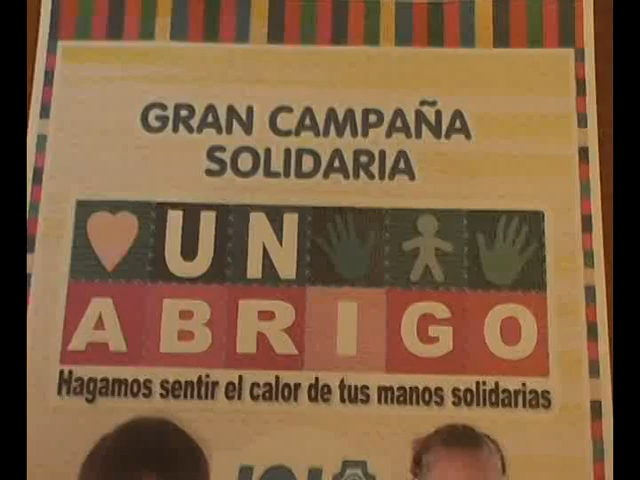 GRAN CAMPAÑA
SOLIDARIA
UN
ABRIGO
Hagamos sentir el calor de tus manos solidarias